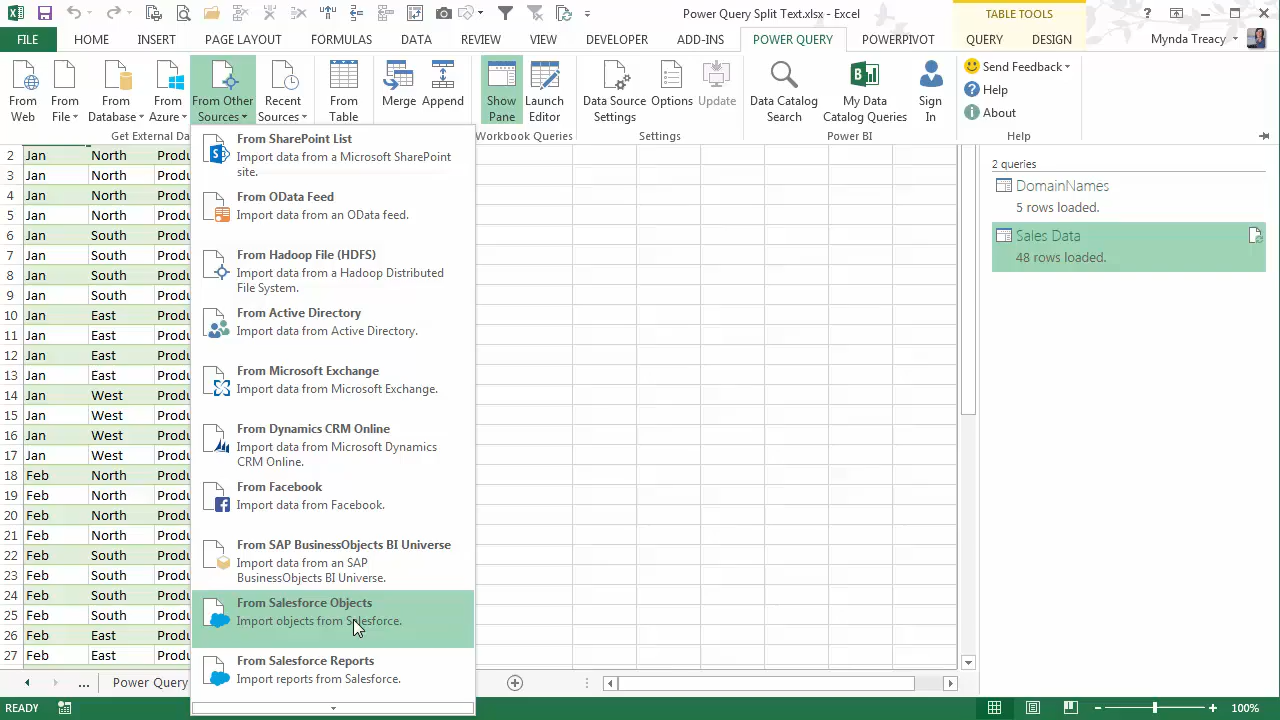 Power Query Split Text.xlsx - Excel
TABLE TOOLS
FILE
HOME
INSERT
PAGE LAYOUT
FORMULAS
DATA
REVIEW
VIEW
DEVELOPER
ADD-INS
POWER QUERY
POWERPIVOT
QUERY
DESIGN
Mynda Treacy
From Web
From File
From Database
From Azure
From Other Sources
Recent Sources
From Table
Merge
Append
Show Pane
Launch Editor
Data Source Settings
Options
Update
Data Catalog Search
My Data Catalog Queries
Sign In
Send Feedback
Help
About
Get External Da
Workbook Queries
Settings
Power BI
Help
From SharePoint List
Import data from a Microsoft SharePoint
site.
From OData Feed
Import data from an OData feed.
From Hadoop File (HDFS)
Import data from a Hadoop Distributed
File System.
From Active Directory
Import data from Active Directory.
From Microsoft Exchange
Import data from Microsoft Exchange.
From Dynamics CRM Online
Import data from Microsoft Dynamics
CRM Online.
From Facebook
Import data from Facebook.
From SAP BusinessObjects BI Universe
Import data from an SAP
BusinessObjects BI Universe.
From Salesforce Objects
Import objects from Salesforce.
From Salesforce Reports
Import reports from Salesforce.
2 Jan North Produ
3 Jan North Produ
4 Jan North Produ
5 Jan North Produ
6 Jan South Produ
7 Jan South Produ
8 Jan South Produ
9 Jan South Produ
10 Jan East Produ
11 Jan East Produ
12 Jan East Produ
13 Jan East Produ
14 Jan West Produ
15 Jan West Produ
16 Jan West Produ
17 Jan West Produ
18 Feb North Produ
19 Feb North Produ
20 Feb North Produ
21 Feb North Produ
22 Feb South Produ
23 Feb South Produ
24 Feb South Produ
25 Feb South Produ
26 Feb East Produ
27 Feb East Produ
2 queries
DomainNames
5 rows loaded.
Sales Data
48 rows loaded.
... Power Query
READY
100%